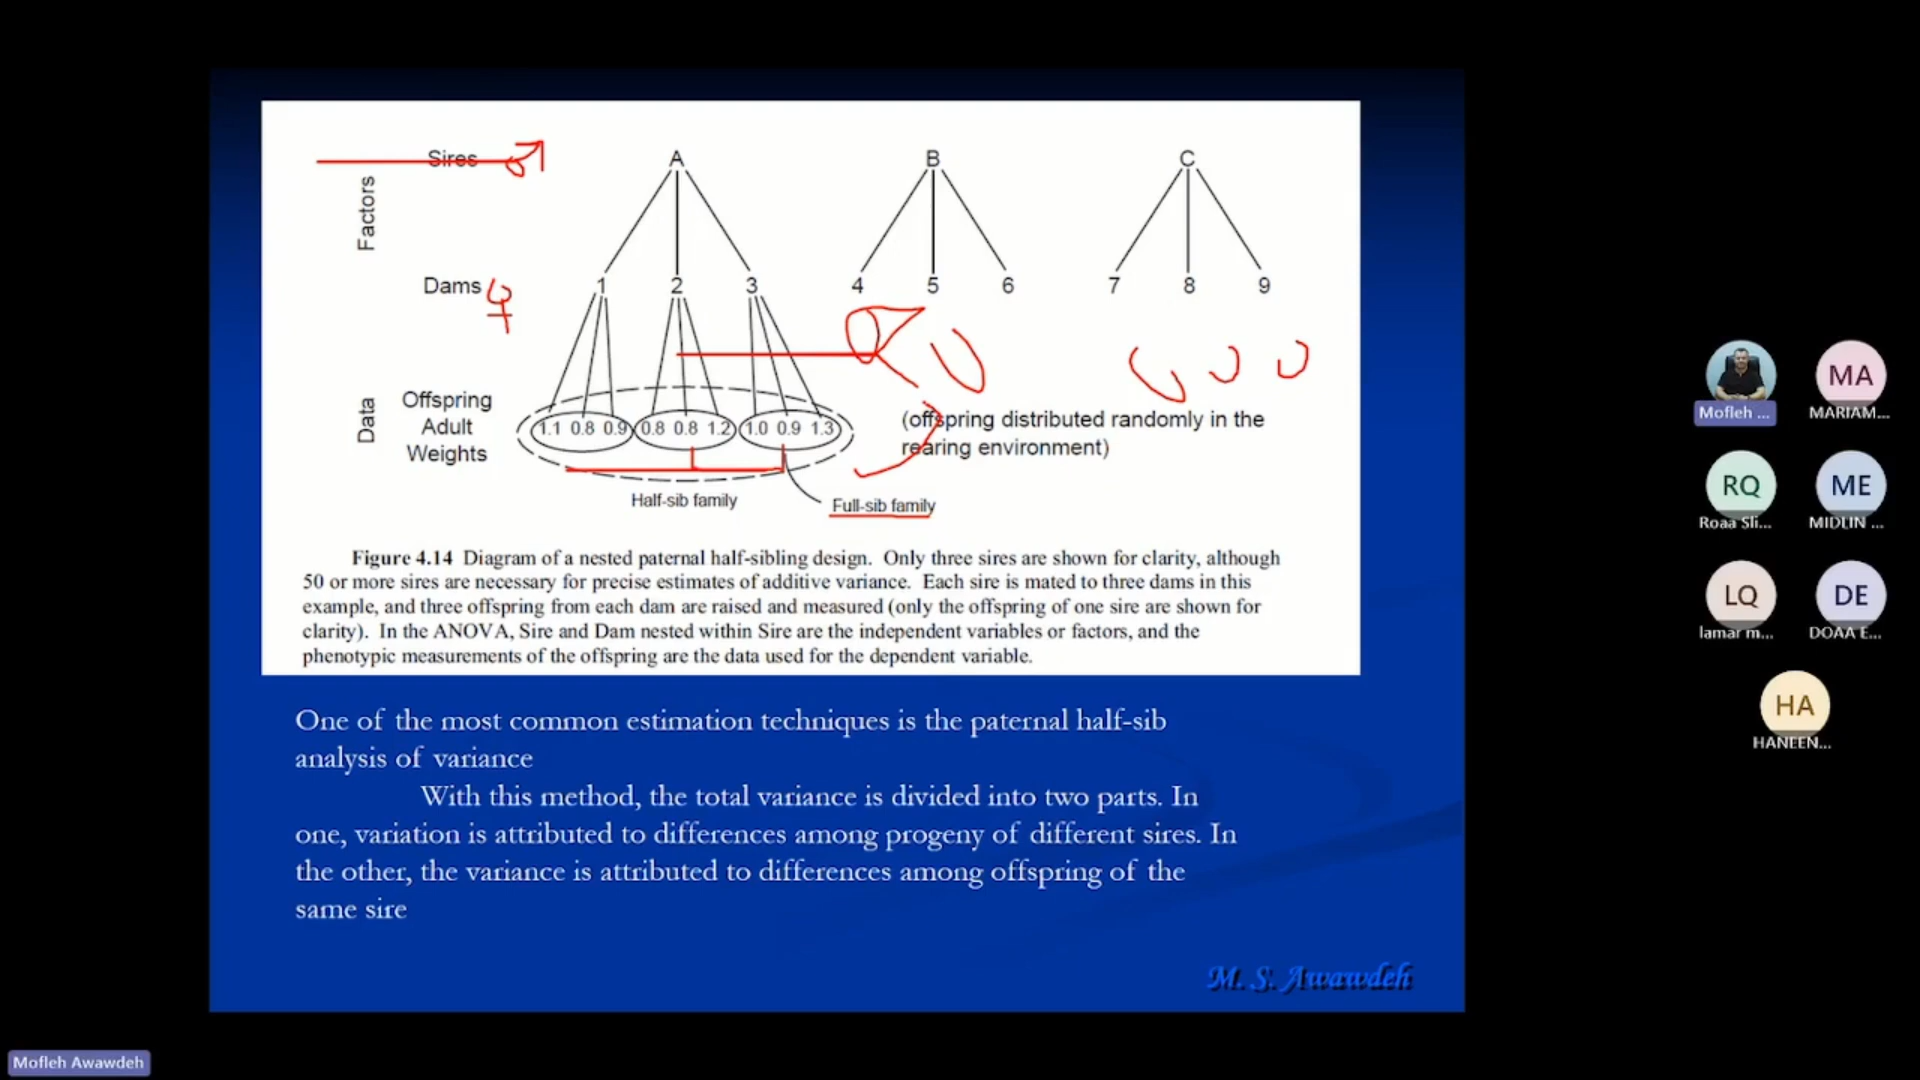 Sires A B C
Factors
Dams 1 2 3 4 5 6 7 8 9
Data
Offspring
Adult
Weights
1.1 0.8 0.9 0.8 0.8 1.2 1.0 0.9 1.3
(offspring distributed randomly in the
rearing environment)
Half-sib family
Full-sib family
Figure 4.14 Diagram of a nested paternal half-sibling design. Only three sires are shown for clarity, although
50 or more sires are necessary for precise estimates of additive variance. Each sire is mated to three dams in this
example, and three offspring from each dam are raised and measured (only the offspring of one sire are shown for
clarity). In the ANOVA, Sire and Dam nested within Sire are the independent variables or factors, and the
phenotypic measurements of the offspring are the data used for the dependent variable.
One of the most common estimation techniques is the paternal half-sib
analysis of variance
With this method, the total variance is divided into two parts. In
one, variation is attributed to differences among progeny of different sires. In
the other, the variance is attributed to differences among offspring of the
same sire
M. S. Awawdeh
Mofleh ...
MA
MARIAM...
RQ
Roaa Sli...
ME
MIDLIN ...
LQ
lamar m...
DE
DOAA E...
HA
HANEEN...
Mofleh Awawdeh